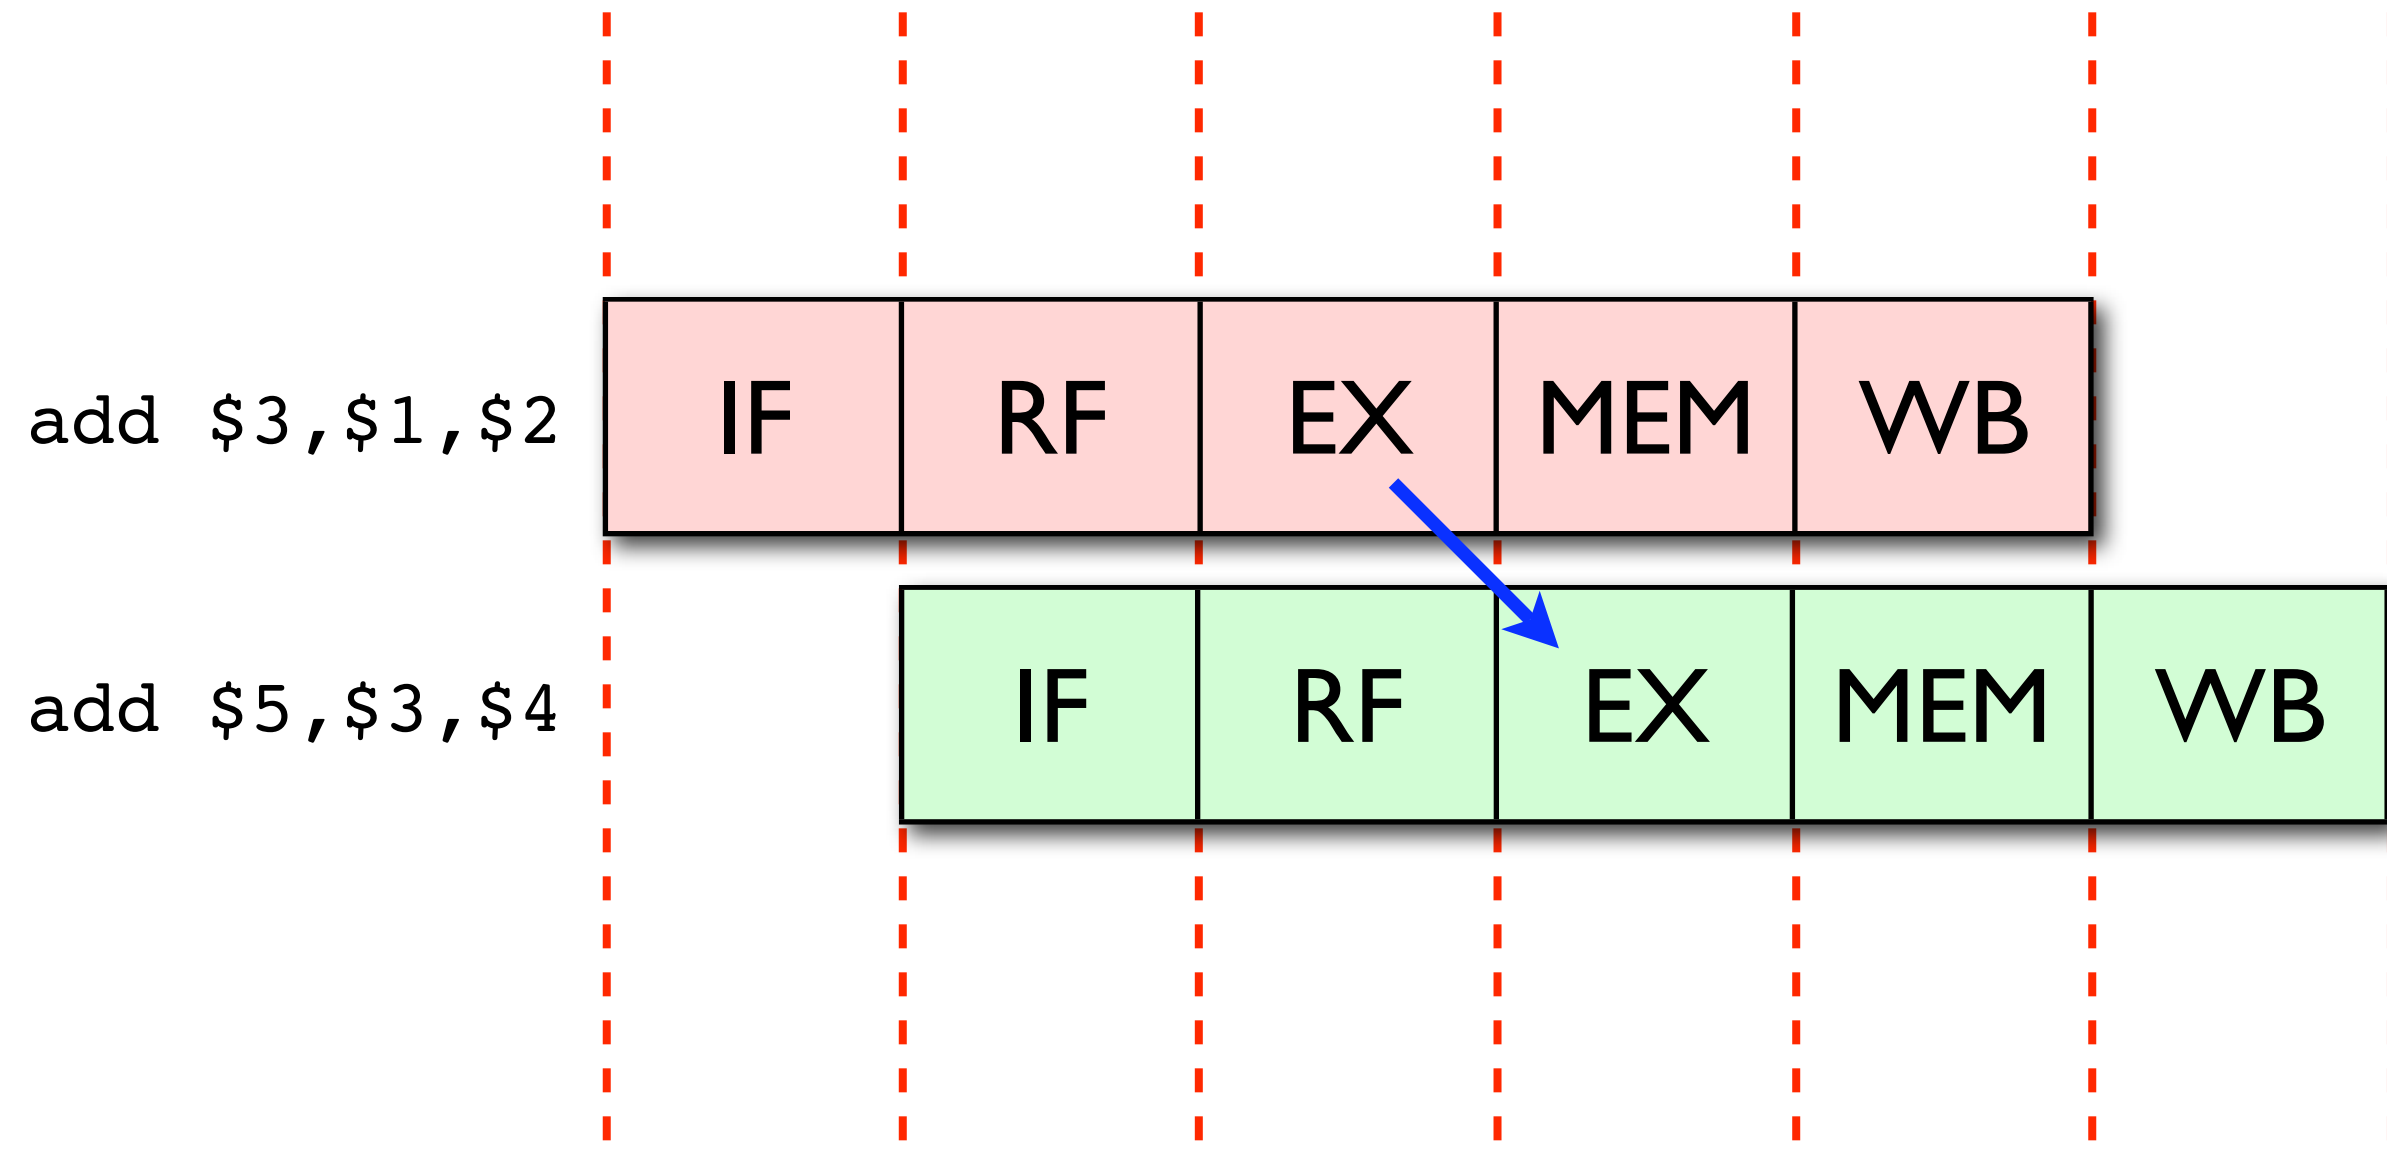 add $3,$1,$2 IF RF EX MEM WB
add $5,$3,$4 IF RF EX MEM WB